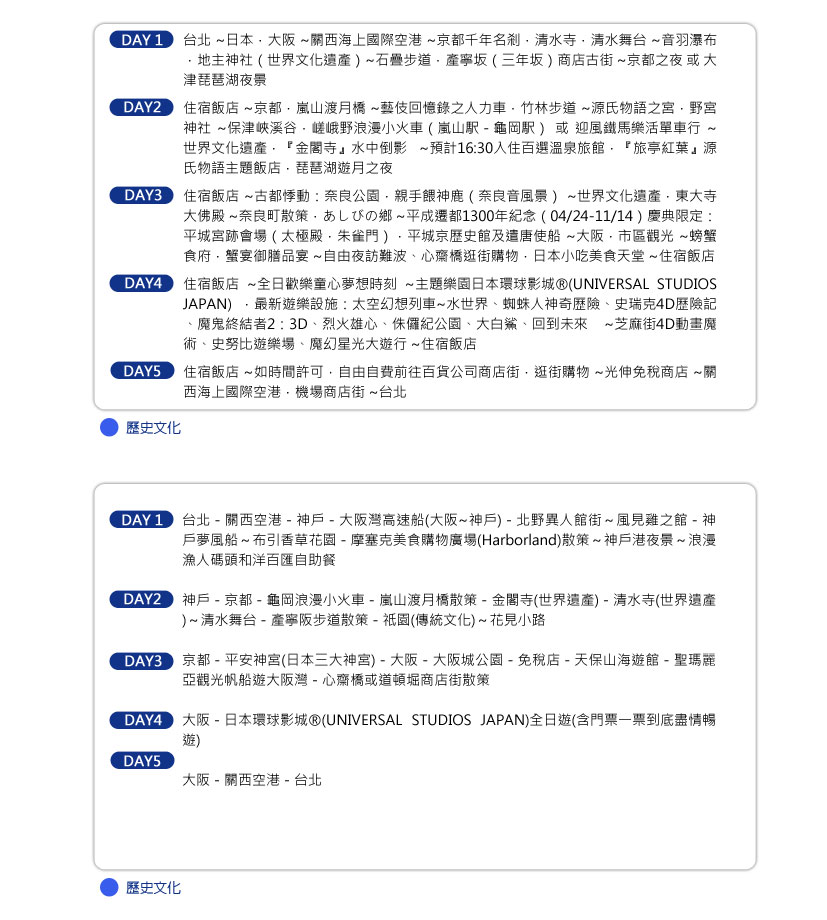 DAY 1 台北 ~日本．大阪 ~關西海上國際空港 ~京都千年名剎．清水寺．清水舞台 ~音羽瀑布
．地主神社（世界文化遺產）~石疊步道．產寧坂（三年坂）商店古街 ~京都之夜 或 大
津琵琶湖夜景
DAY2 住宿飯店 ~京都．嵐山渡月橋 ~藝伎回憶錄之人力車．竹林步道 ~源氏物語之宮．野宮
神社 ~保津峽溪谷．嵯峨野浪漫小火車（嵐山駅－龜岡駅） 或 迎風鐵馬樂活單車行 ~
世界文化遺產．『金閣寺』水中倒影 ~預計16:30入住百選溫泉旅館．『旅亭紅葉』源
氏物語主題飯店．琵琶湖遊月之夜
DAY3 住宿飯店 ~古都悸動：奈良公園．親手餵神鹿（奈良音風景） ~世界文化遺產．東大寺
大佛殿 ~奈良町散策．あしびの鄉 ~平成遷都1300年紀念（04/24-11/14）慶典限定：
平城宮跡會場（太極殿．朱雀門）．平城京歷史館及遣唐使船 ~大阪．市區觀光 ~螃蟹
食府．蟹宴御膳品宴 ~自由夜訪難波、心齋橋逛街購物．日本小吃美食天堂 ~住宿飯店
DAY4 住宿飯店 ~全日歡樂童心夢想時刻 ~主題樂園日本環球影城®(UNIVERSAL STUDIOS
JAPAN) ．最新遊樂設施：太空幻想列車~水世界、蜘蛛人神奇歷險、史瑞克4D歷險記
、魔鬼終結者2：3D、烈火雄心、侏儸紀公園、大白鯊、回到未來 ~芝麻街4D動畫魔
術、史努比遊樂場、魔幻星光大遊行 ~住宿飯店
DAY5 住宿飯店 ~如時間許可．自由自費前往百貨公司商店街．逛街購物 ~光伸免稅商店 ~關
西海上國際空港．機場商店街 ~台北
歷史文化
DAY 1 台北－關西空港－神戶－大阪灣高速船(大阪~神戶)－北野異人館街～風見雞之館－神
戶夢風船～布引香草花園－摩塞克美食購物廣場(Harborland)散策～神戶港夜景～浪漫
漁人碼頭和洋百匯自助餐
DAY2 神戶－京都－龜岡浪漫小火車－嵐山渡月橋散策－金閣寺(世界遺產)－清水寺(世界遺產
)～清水舞台－產寧阪步道散策－祇園(傳統文化)～花見小路
DAY3 京都－平安神宮(日本三大神宮)－大阪－大阪城公園－免稅店－天保山海遊館－聖瑪麗
亞觀光帆船遊大阪灣－心齋橋或道頓堀商店街散策
DAY4 大阪－日本環球影城®(UNIVERSAL STUDIOS JAPAN)全日遊(含門票一票到底盡情暢
遊)
DAY5
大阪－關西空港－台北
歷史文化